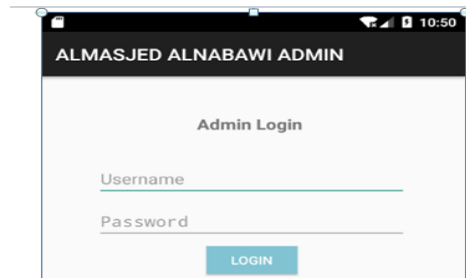 10:50
ALMASJED ALNABAWI ADMIN
Admin Login
Username
Password
LOGIN